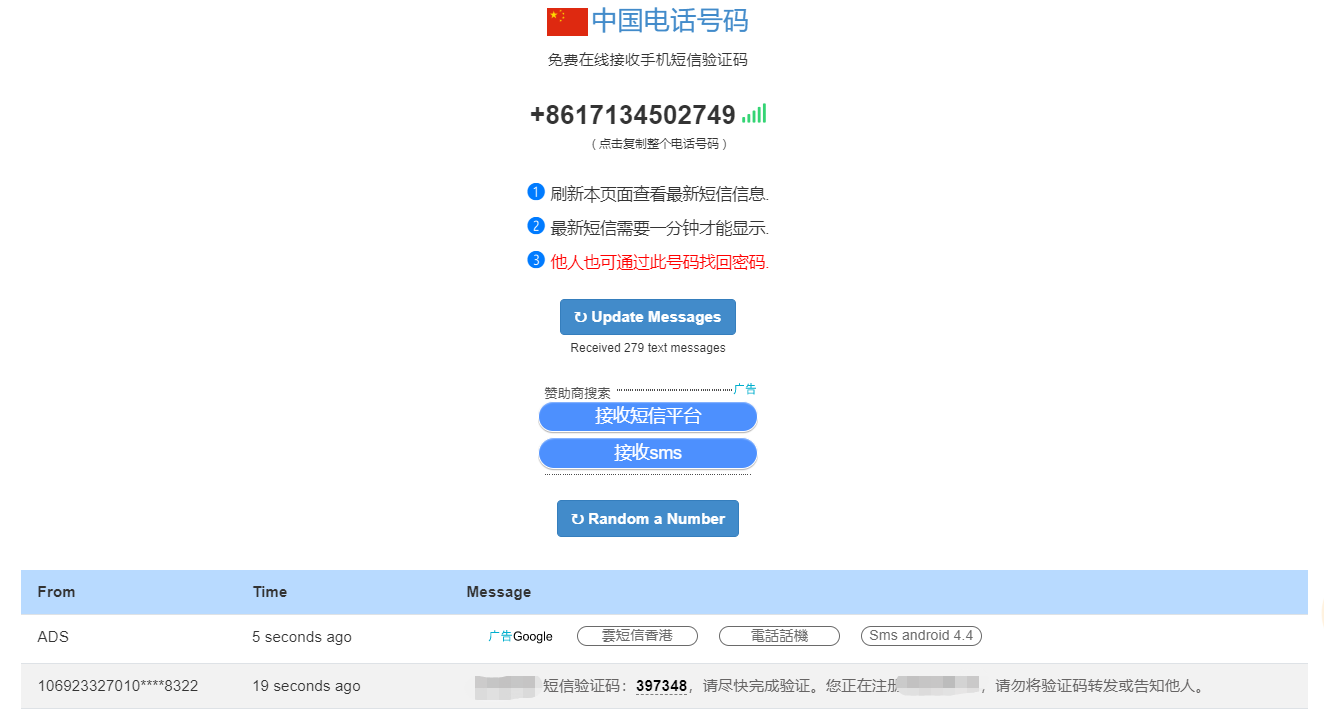 中国电话号码
免费在线接收手机短信验证码
+8617134502749
（点击复制整个电话号码）
1 刷新本页面查看最新短信信息.
2 最新短信需要一分钟才能显示.
3 他人也可通过此号码找回密码.
↻ Update Messages
Received 279 text messages
赞助商搜索 广告
接收短信平台
接收sms
↻ Random a Number
From Time Message
ADS 5 seconds ago 广告Google 雲短信香港 電話話機 Sms android 4.4
106923327010****8322 19 seconds ago 短信验证码：397348，请尽快完成验证。您正在注册，请勿将验证码转发或告知他人。